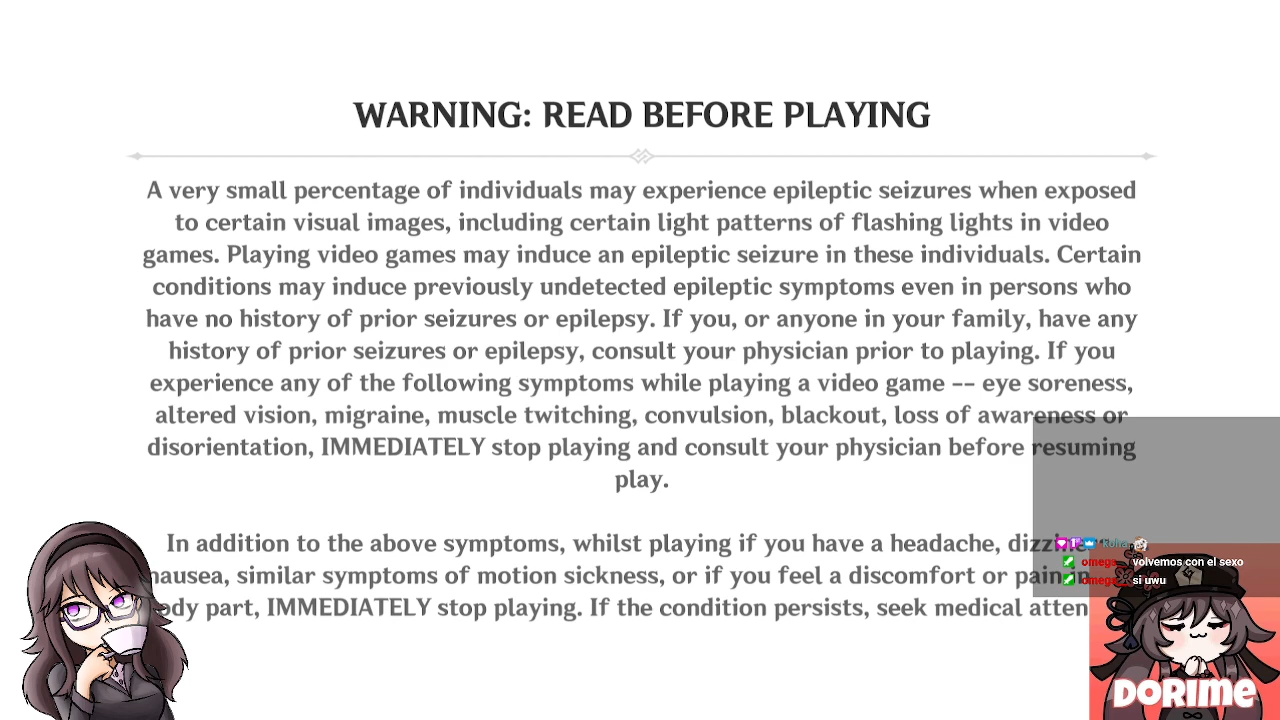 WARNING: READ BEFORE PLAYING
A very small percentage of individuals may experience epileptic seizures when exposed
to certain visual images, including certain light patterns of flashing lights in video
games. Playing video games may induce an epileptic seizure in these individuals. Certain
conditions may induce previously undetected epileptic symptoms even in persons who
have no history of prior seizures or epilepsy. If you, or anyone in your family, have any
history of prior seizures or epilepsy, consult your physician prior to playing. If you
experience any of the following symptoms while playing a video game -- eye soreness,
altered vision, migraine, muscle twitching, convulsion, blackout, loss of awareness or
disorientation, IMMEDIATELY stop playing and consult your physician before resuming
play.
In addition to the above symptoms, whilst playing if you have a headache,
nausea, similar symptoms of motion sickness, or if you feel a discomfort or pain
body part, IMMEDIATELY stop playing. If the condition persists, seek medical atten
omega_ volvemos con el sexo
omega_ si uwu
DORIME